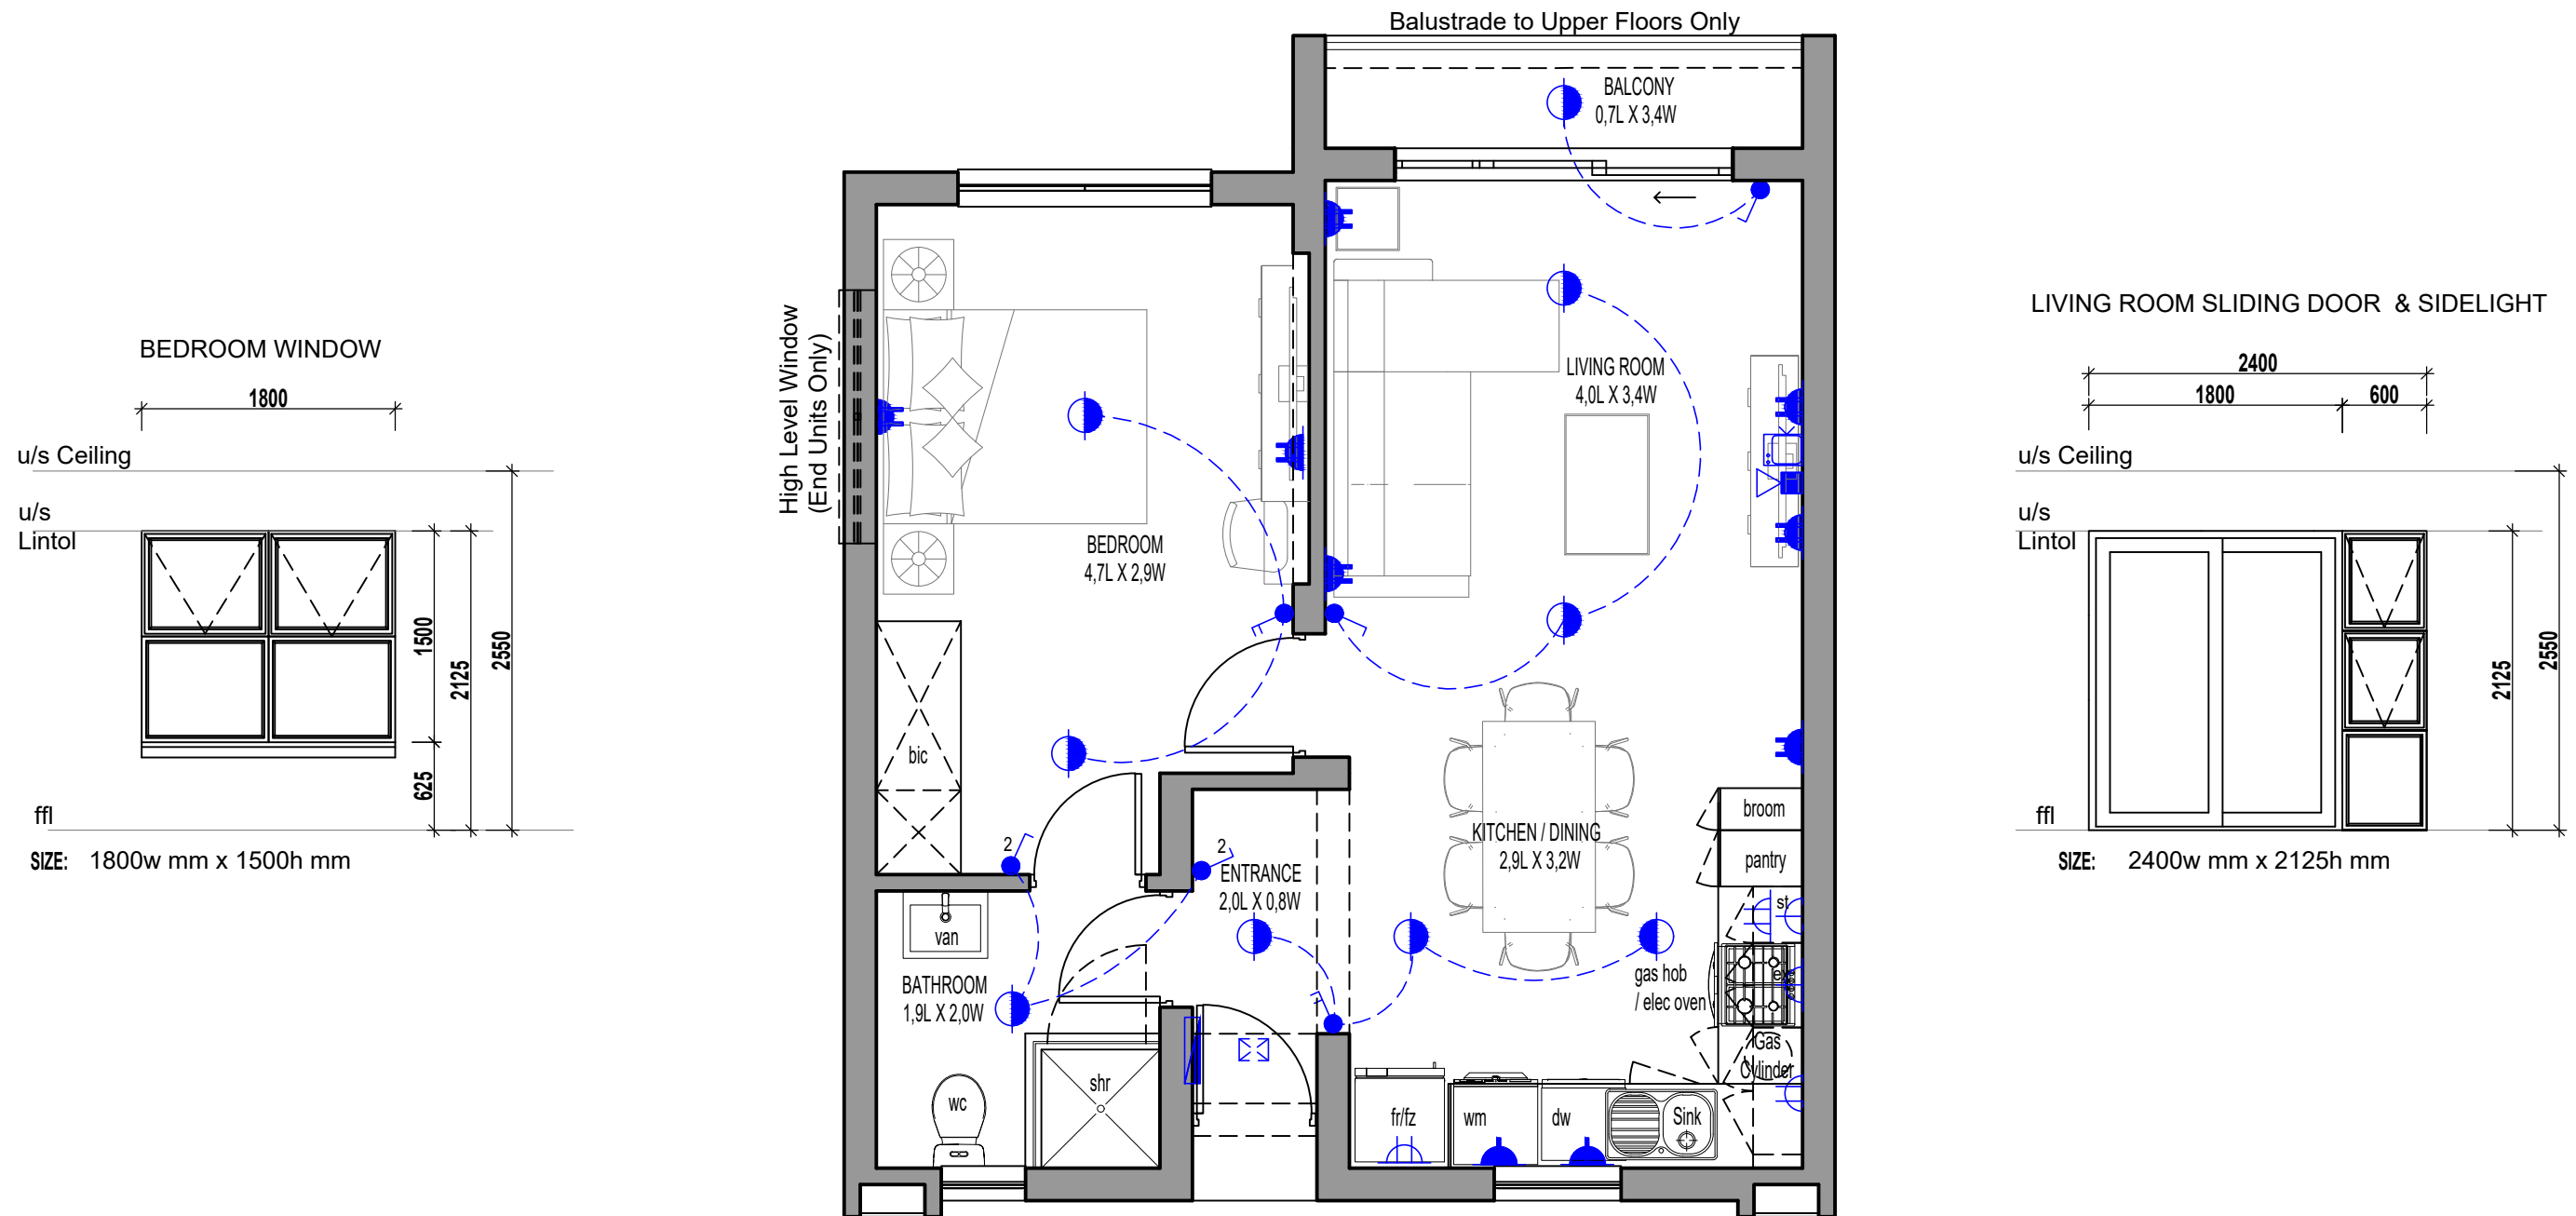 Balustrade to Upper Floors Only
BALCONY
0,7L X 3,4W
High Level Window
(End Units Only)
LIVING ROOM
4,0L X 3,4W
BEDROOM
4,7L X 2,9W
bic
2
2
ENTRANCE
2,0L X 0,8W
KITCHEN / DINING
2,9L X 3,2W
broom
pantry
st
ex
gas hob
/ elec oven
Gas
Cylinder
van
BATHROOM
1,9L X 2,0W
shr
wc
fr/fz
wm
dw
Sink
BEDROOM WINDOW
1800
u/s Ceiling
u/s
Lintol
1500
2125
2550
625
ffl
SIZE: 1800w mm x 1500h mm
LIVING ROOM SLIDING DOOR & SIDELIGHT
2400
1800
600
u/s Ceiling
u/s
Lintol
2125
2550
ffl
SIZE: 2400w mm x 2125h mm